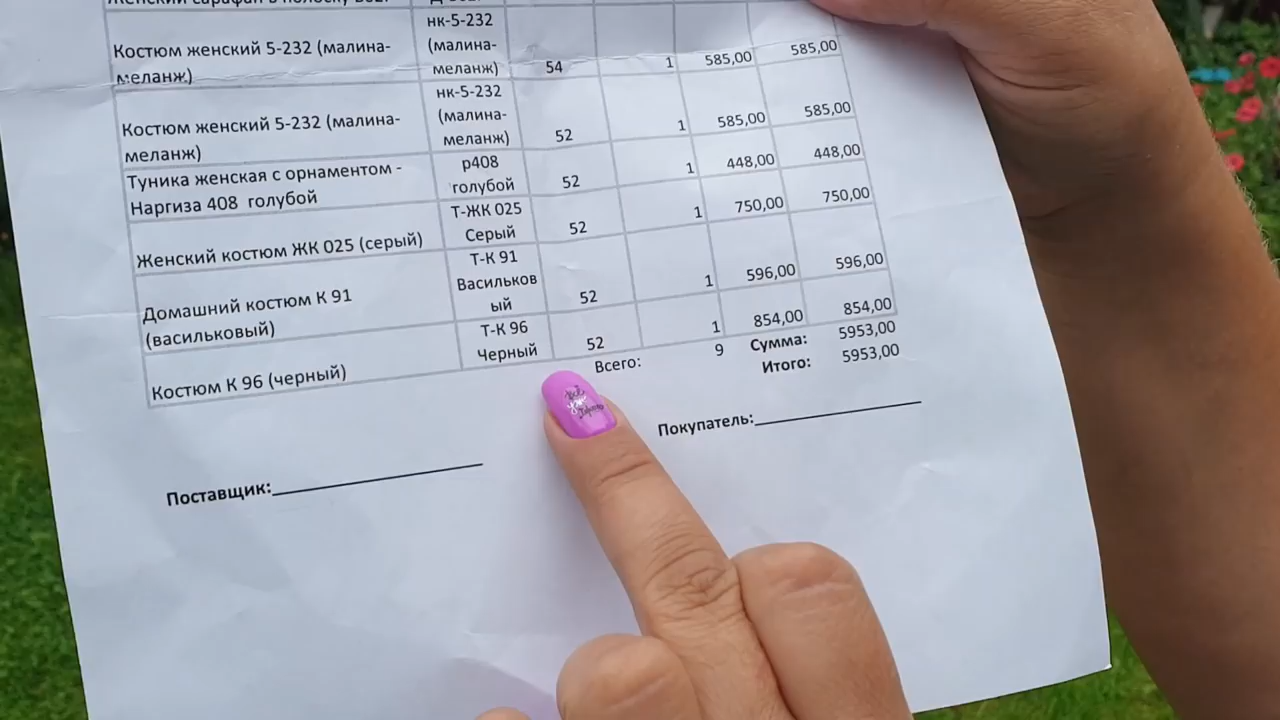 Женский сарафан в полоску
нк-5-232
Костюм женский 5-232 (малина-
(малина-
меланж)
меланж)
54 1 585,00 585,00
нк-5-232
Костюм женский 5-232 (малина-
(малина-
меланж)
меланж)
52 1 585,00 585,00
Туника женская с орнаментом -
р408
Наргиза 408 голубой
голубой
52 1 448,00 448,00
Т-ЖК 025
Женский костюм ЖК 025 (серый)
Серый
52 1 750,00 750,00
Т-К 91
Домашний костюм К 91
Васильков
(васильковый)
ый
52 1 596,00 596,00
Т-К 96
Костюм К 96 (черный)
Черный
52 1 854,00 854,00
Всего: 9 Сумма: 5953,00
Итого: 5953,00
Поставщик:
Покупатель: